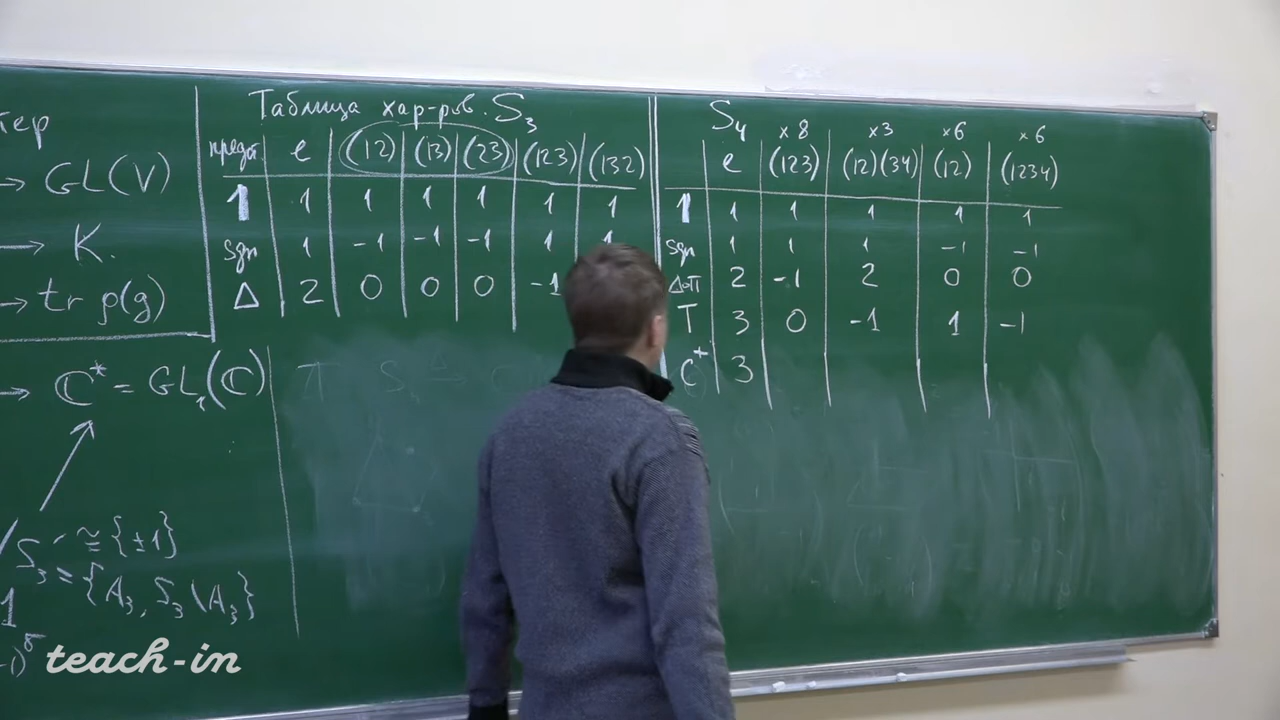 тер
→ GL(V)
→ K.
→ tr ρ(g)
→ ℂ* = GL₁(ℂ)
S₃ ≅ {±1}
= {A₃, S₃\A₃}
1
Таблица хар-ров. S₃
e (12) (13) (23) (123) (132)
1 1 1 1 1 1 1
sgn 1 -1 -1 -1 1 1
Δ 2 0 0 0 -1
S₄ ×8 ×3 ×6 ×6
e (123) (12)(34) (12) (1234)
1 1 1 1 1 1
sgn 1 1 1 -1 -1
Δ∘π 2 -1 2 0 0
T 3 0 -1 1 -1
C⁺ 3
teach-in